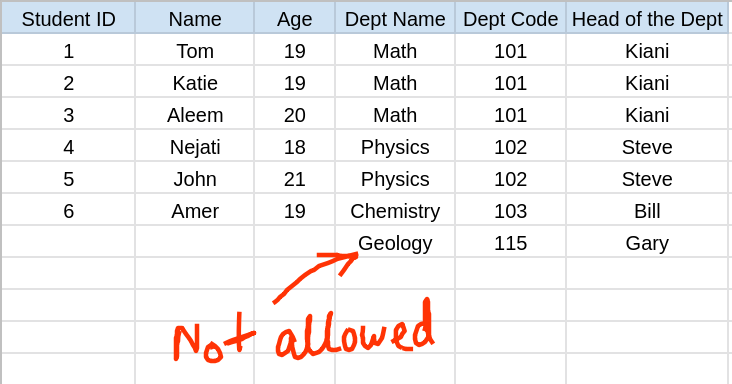 Student ID Name Age Dept Name Dept Code Head of the Dept
1 Tom 19 Math 101 Kiani
2 Katie 19 Math 101 Kiani
3 Aleem 20 Math 101 Kiani
4 Nejati 18 Physics 102 Steve
5 John 21 Physics 102 Steve
6 Amer 19 Chemistry 103 Bill
Geology 115 Gary
Not allowed